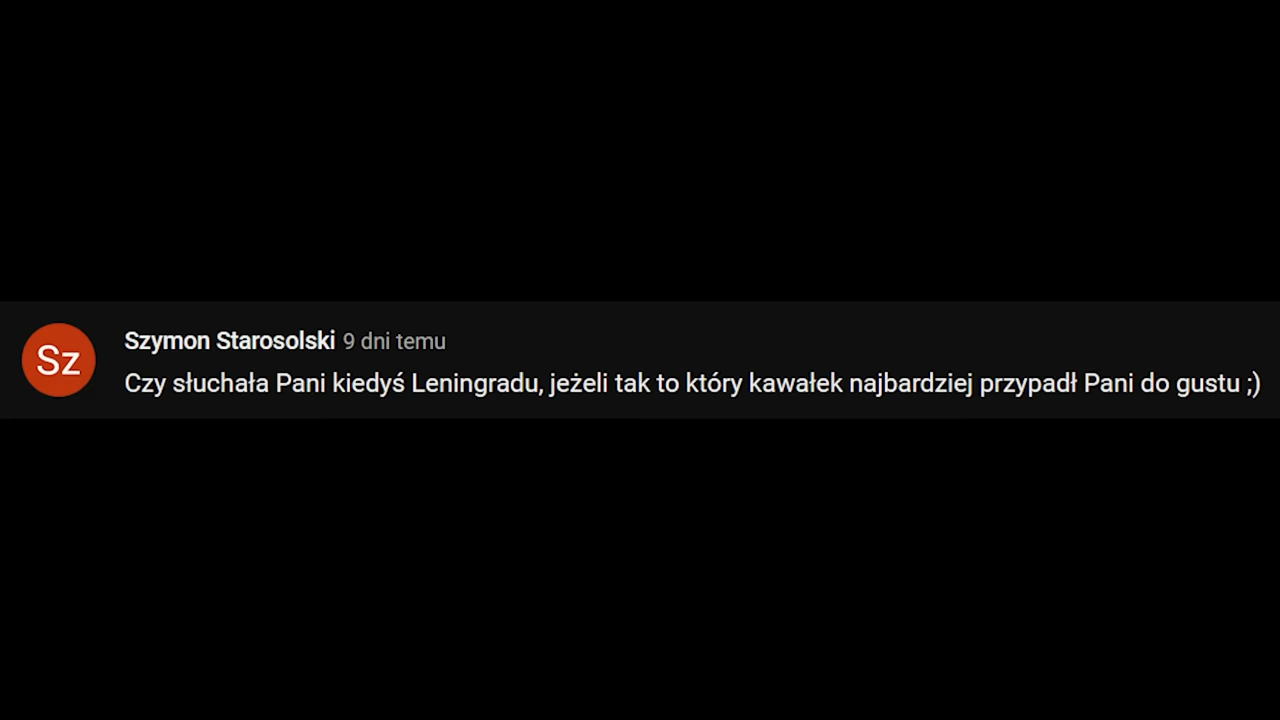 Sz
Szymon Starosolski 9 dni temu
Czy słuchała Pani kiedyś Leningradu, jeżeli tak to który kawałek najbardziej przypadł Pani do gustu ;)